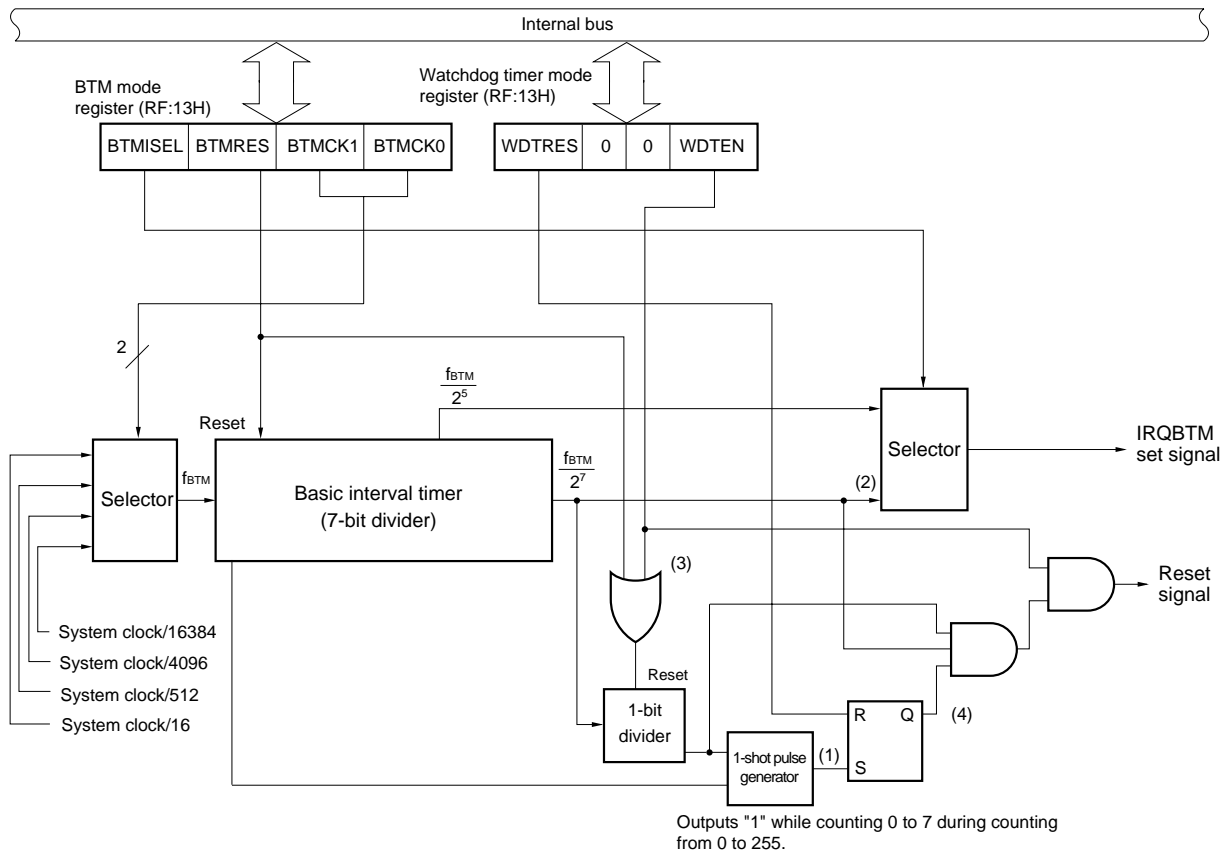 Internal bus
BTM mode
register (RF:13H)
Watchdog timer mode
register (RF:13H)
BTMISEL BTMRES BTMCK1 BTMCK0
WDTRES 0 0 WDTEN
2
Reset
fBTM
2⁵
fBTM
2⁷
Selector
fBTM
Basic interval timer
(7-bit divider)
(2)
Selector
IRQBTM
set signal
(3)
Reset
signal
System clock/16384
System clock/4096
System clock/512
System clock/16
Reset
1-bit
divider
1-shot pulse
generator
(1)
R Q
S
(4)
Outputs "1" while counting 0 to 7 during counting
from 0 to 255.